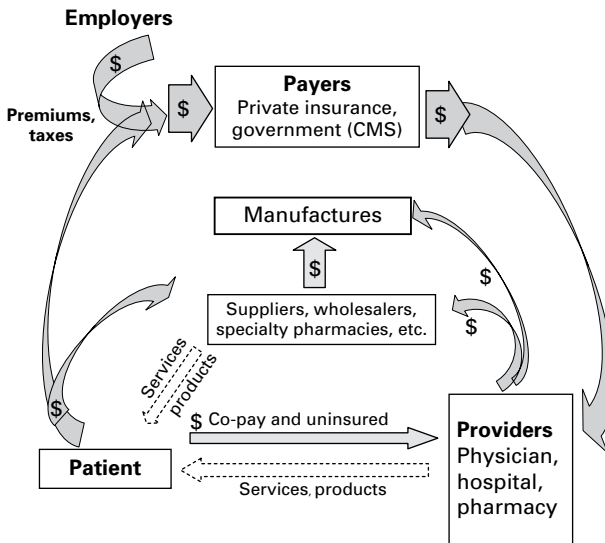 Employers
$
Premiums,
taxes
$
Payers
Private insurance,
government (CMS)
$
Manufactures
$
$
Suppliers, wholesalers,
specialty pharmacies, etc.
$
Services
products
$
$ Co-pay and uninsured
Patient
Services, products
Providers
Physician,
hospital,
pharmacy